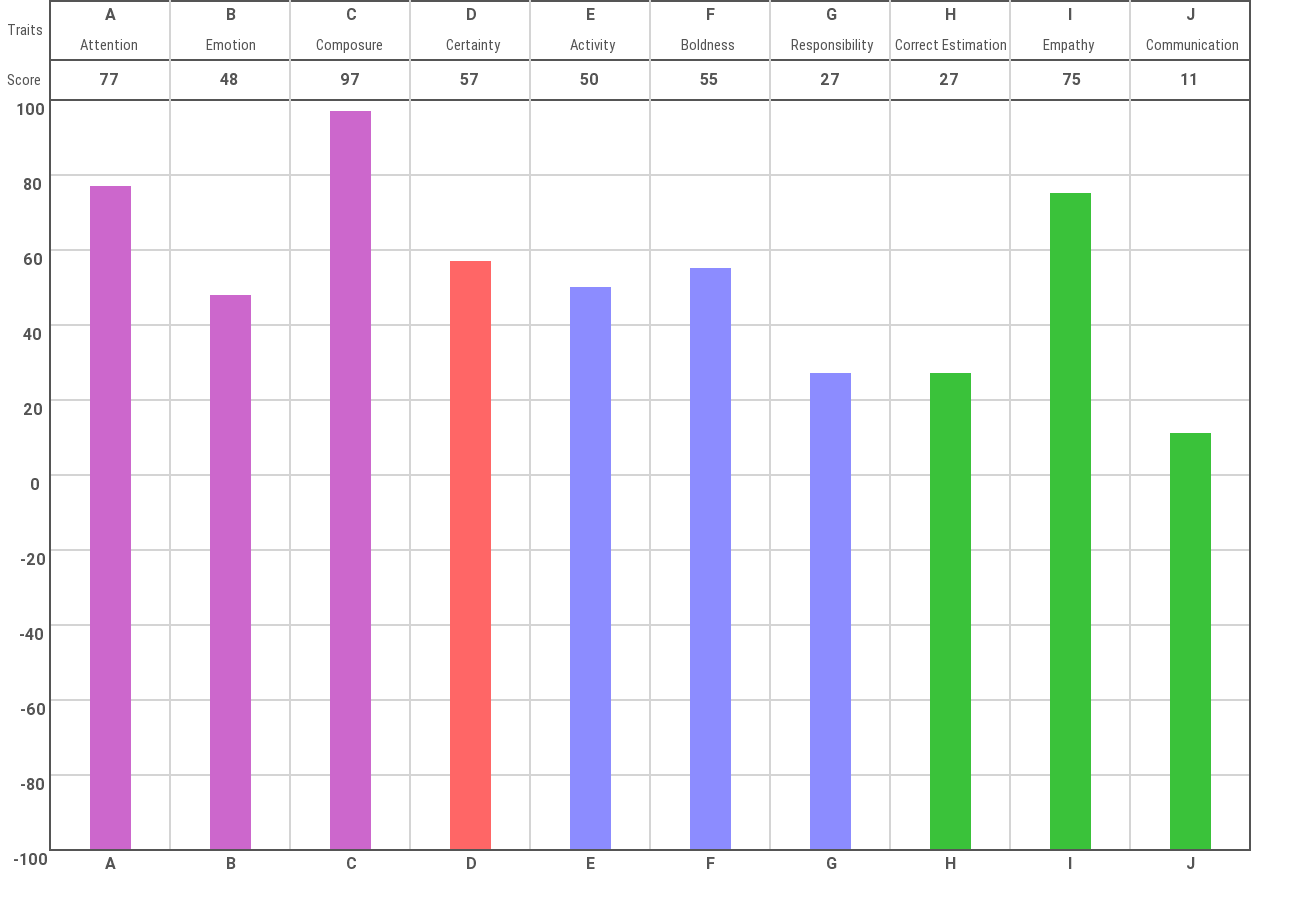 A B C D E F G H I J
Traits
Attention Emotion Composure Certainty Activity Boldness Responsibility Correct Estimation Empathy Communication
Score 77 48 97 57 50 55 27 27 75 11
100
80
60
40
20
0
-20
-40
-60
-80
-100
A B C D E F G H I J